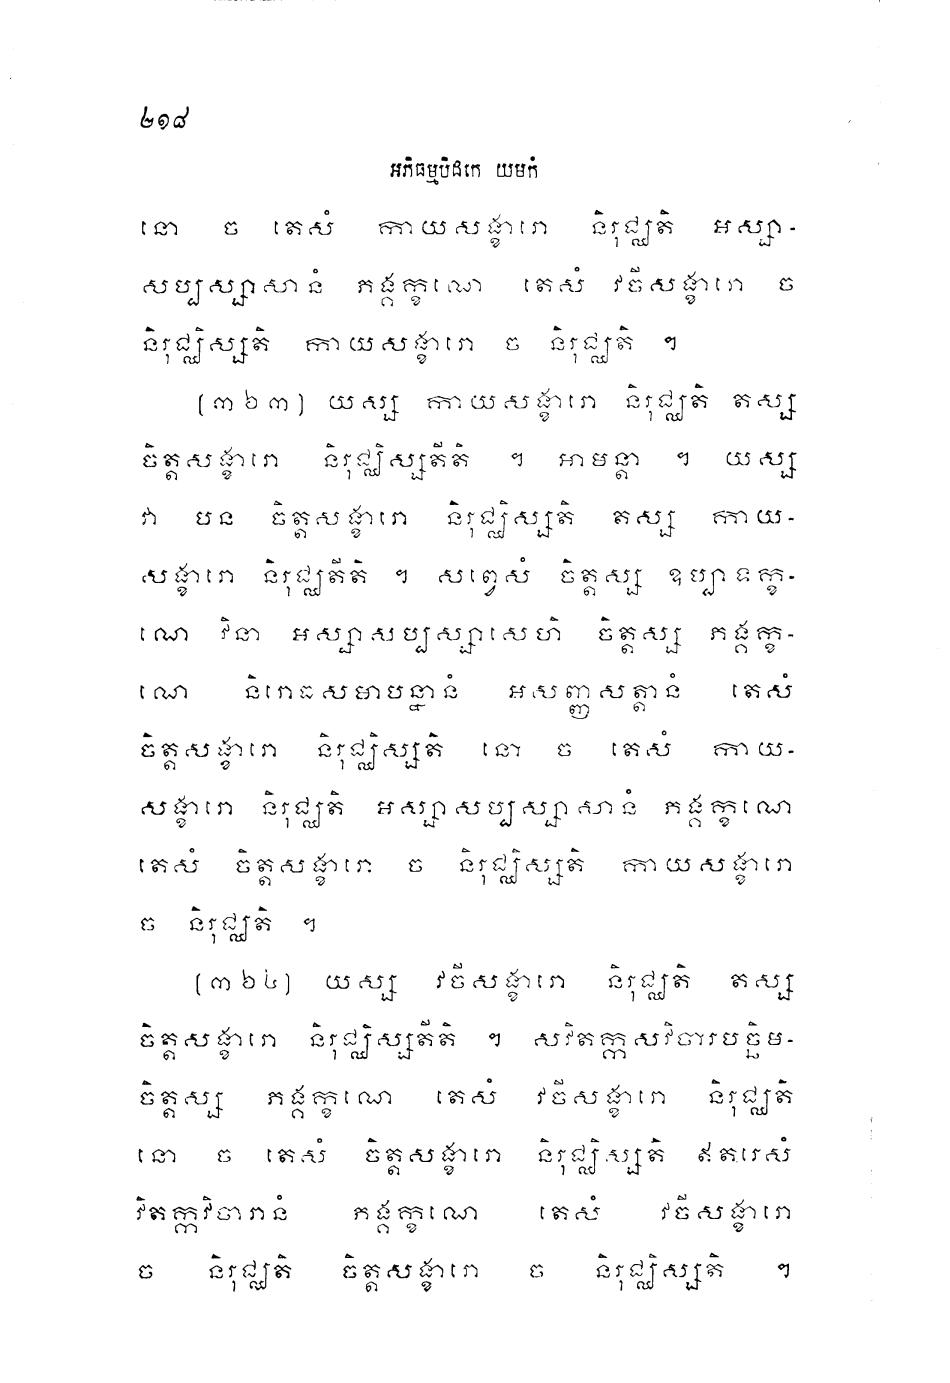 ២១៨
អភិធម្មបិដកេ យមកំ
នោ ច តេសំ កាយសង្ខារោ និរុជ្ឈតិ អស្សា-
សប្បស្សាសានំ ភង្គក្ខណេ តេសំ វចីសង្ខារោ ច
និរុជ្ឈិស្សតិ កាយសង្ខារោ ច និរុជ្ឈតិ ។
(៣៦៣) យស្ស កាយសង្ខារោ និរុជ្ឈតិ តស្ស
ចិត្តសង្ខារោ និរុជ្ឈិស្សតីតិ ។ អាមន្តា ។ យស្ស
វា បន ចិត្តសង្ខារោ និរុជ្ឈិស្សតិ តស្ស កាយ-
សង្ខារោ និរុជ្ឈតីតិ ។ សព្វេសំ ចិត្តស្ស ឧប្បាទក្ខ-
ណេ វិនា អស្សាសប្បស្សាសេហិ ចិត្តស្ស ភង្គក្ខ-
ណេ និរោធសមាបន្នានំ អសញ្ញសត្តានំ តេសំ
ចិត្តសង្ខារោ និរុជ្ឈិស្សតិ នោ ច តេសំ កាយ-
សង្ខារោ និរុជ្ឈតិ អស្សាសប្បស្សាសានំ ភង្គក្ខណេ
តេសំ ចិត្តសង្ខារោ ច និរុជ្ឈិស្សតិ កាយសង្ខារោ
ច និរុជ្ឈតិ ។
(៣៦៤) យស្ស វចីសង្ខារោ និរុជ្ឈតិ តស្ស
ចិត្តសង្ខារោ និរុជ្ឈិស្សតីតិ ។ សវិតក្កសវិចារបច្ឆិម-
ចិត្តស្ស ភង្គក្ខណេ តេសំ វចីសង្ខារោ និរុជ្ឈតិ
នោ ច តេសំ ចិត្តសង្ខារោ និរុជ្ឈិស្សតិ ឥតរេសំ
វិតក្កវិចារានំ ភង្គក្ខណេ តេសំ វចីសង្ខារោ
ច និរុជ្ឈតិ ចិត្តសង្ខារោ ច និរុជ្ឈិស្សតិ ។